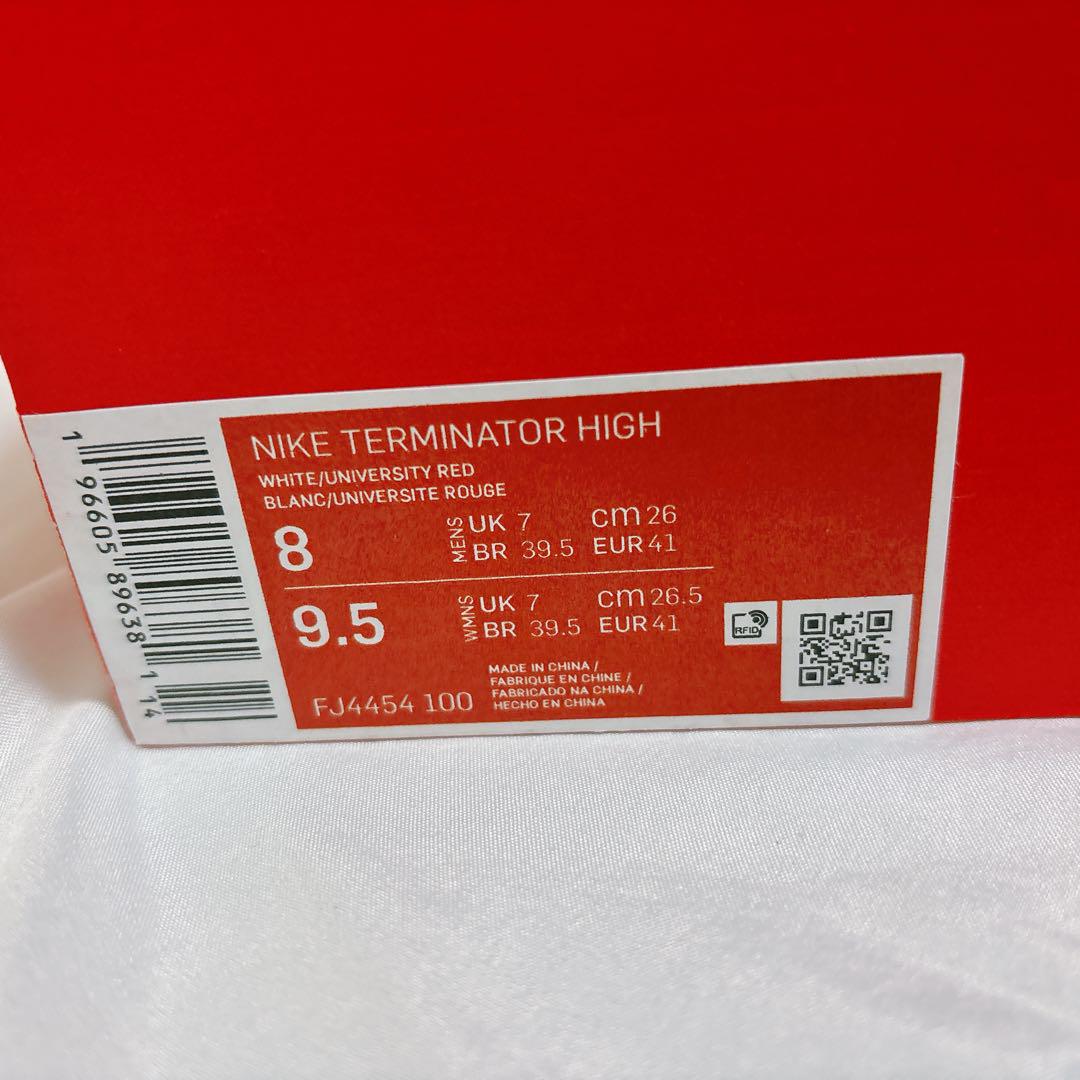 NIKE TERMINATOR HIGH
WHITE/UNIVERSITY RED
BLANC/UNIVERSITE ROUGE
8 MENS UK 7 cm 26
BR 39.5 EUR 41
9.5 WMNS UK 7 cm 26.5
BR 39.5 EUR 41
FJ4454 100
MADE IN CHINA /
FABRIQUE EN CHINE /
FABRICADO NA CHINA /
HECHO EN CHINA
RFID
1 96605 89638 1 14